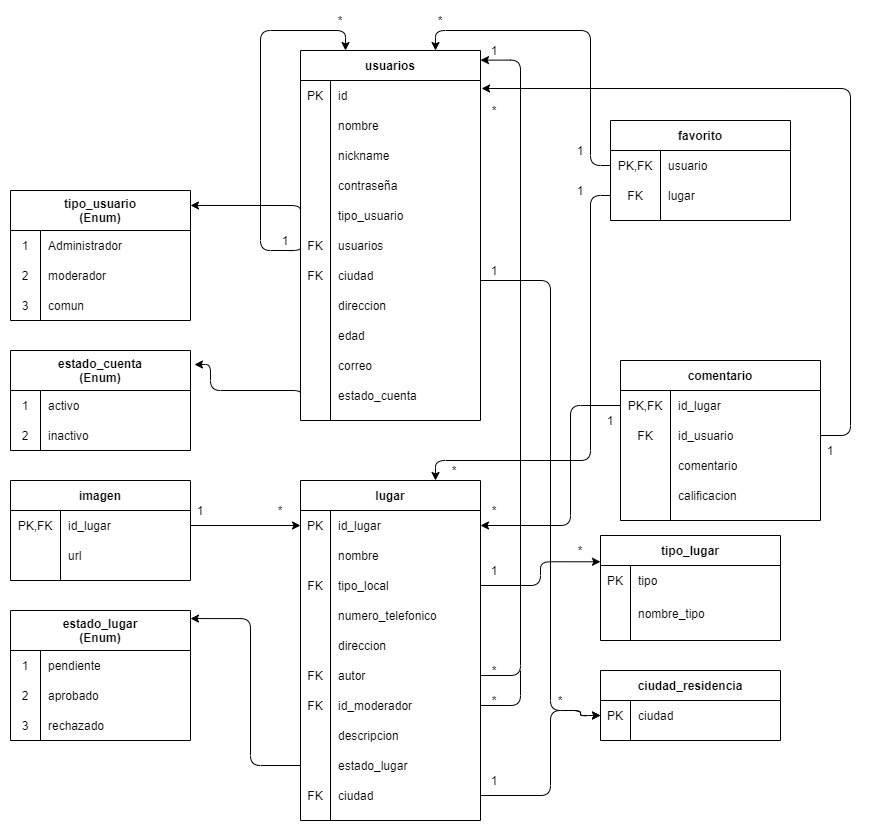 *
*
1
usuarios
PK id
nombre
nickname
contraseña
tipo_usuario
FK usuarios
FK ciudad
direccion
edad
correo
estado_cuenta
*
1
1
favorito
PK,FK usuario
FK lugar
1
1
tipo_usuario
(Enum)
1 Administrador
2 moderador
3 comun
estado_cuenta
(Enum)
1 activo
2 inactivo
comentario
PK,FK id_lugar
FK id_usuario
comentario
calificacion
1
1
imagen
PK,FK id_lugar
url
1
*
*
*
lugar
PK id_lugar
nombre
FK tipo_local
numero_telefonico
direccion
FK autor
FK id_moderador
descripcion
estado_lugar
FK ciudad
1
*
*
*
1
*
tipo_lugar
PK tipo
nombre_tipo
estado_lugar
(Enum)
1 pendiente
2 aprobado
3 rechazado
ciudad_residencia
PK ciudad